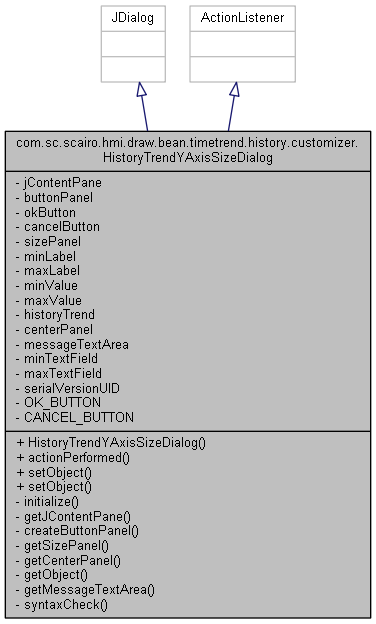 JDialog
ActionListener
com.sc.scairo.hmi.draw.bean.timetrend.history.customizer.
HistoryTrendYAxisSizeDialog
- jContentPane
- buttonPanel
- okButton
- cancelButton
- sizePanel
- minLabel
- maxLabel
- minValue
- maxValue
- historyTrend
- centerPanel
- messageTextArea
- minTextField
- maxTextField
- serialVersionUID
- OK_BUTTON
- CANCEL_BUTTON
+ HistoryTrendYAxisSizeDialog()
+ actionPerformed()
+ setObject()
+ setObject()
- initialize()
- getJContentPane()
- createButtonPanel()
- getSizePanel()
- getCenterPanel()
- getObject()
- getMessageTextArea()
- syntaxCheck()